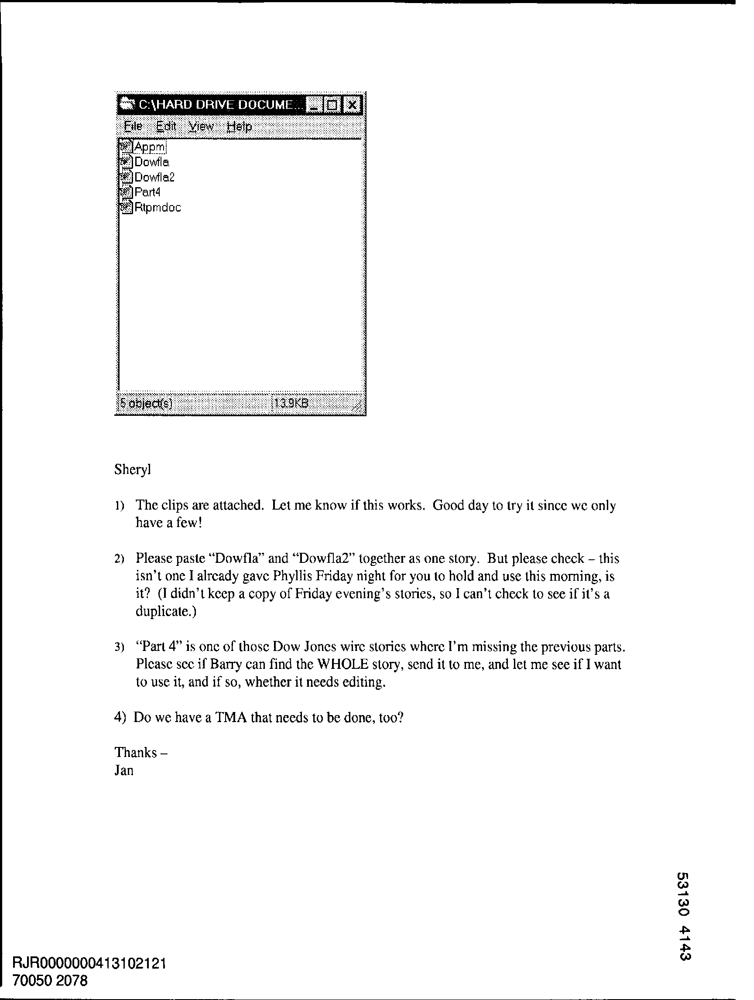 C:\HARD DRIVE DOCUME...
File Edit View Help
Appm
Dowfla
Dowfla2
Part4
Rtpmdoc
5 object(s) 13.9KB
Sheryl
1) The clips are attached. Let me know if this works. Good day to try it since we only
have a few!
2) Please paste “Dowfla” and “Dowfla2” together as one story. But please check – this
isn’t one I already gave Phyllis Friday night for you to hold and use this morning, is
it? (I didn’t keep a copy of Friday evening’s stories, so I can’t check to see if it’s a
duplicate.)
3) “Part 4” is one of those Dow Jones wire stories where I’m missing the previous parts.
Please see if Barry can find the WHOLE story, send it to me, and let me see if I want
to use it, and if so, whether it needs editing.
4) Do we have a TMA that needs to be done, too?
Thanks –
Jan
53130 4143
RJR0000000413102121
70050 2078